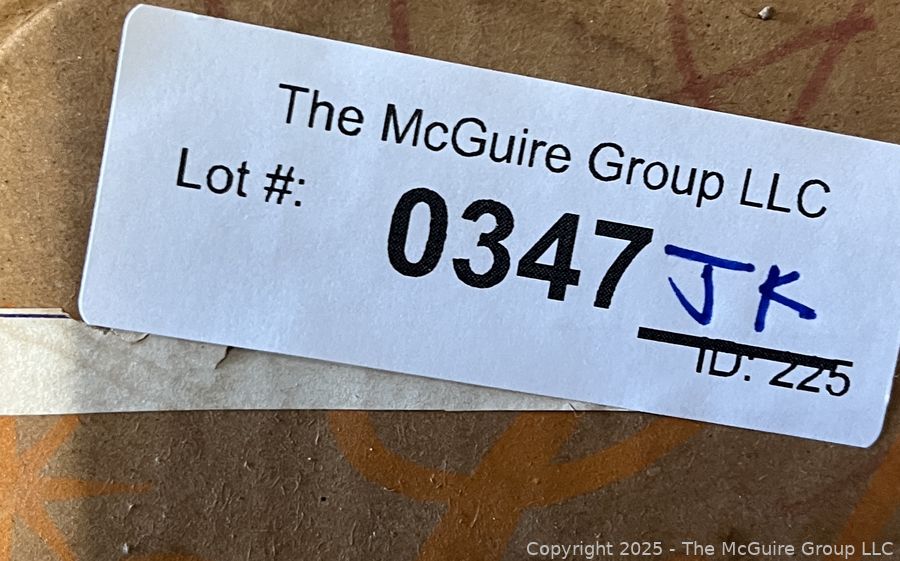 The McGuire Group LLC
Lot #:
0347 JK
ID: 225
Copyright 2025 - The McGuire Group LLC